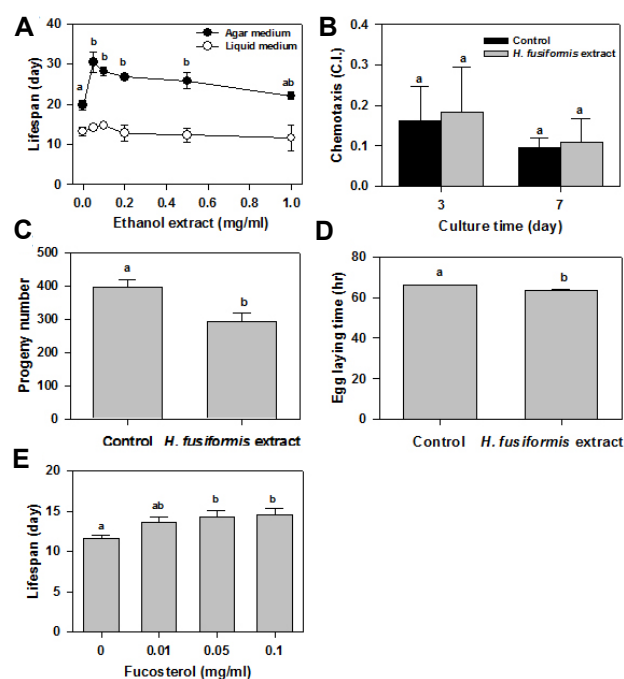 A
Lifespan (day)
40
30
20
10
0
a
b
b
b
b
ab
Agar medium
Liquid medium
0.0
0.2
0.4
0.6
0.8
1.0
Ethanol extract (mg/ml)
B
Chemotaxis (C.I.)
0.4
0.3
0.2
0.1
0.0
Control
H. fusiformis extract
a
a
a
a
3
7
Culture time (day)
C
Progeny number
500
400
300
200
100
0
a
b
Control
H. fusiformis extract
D
Egg laying time (hr)
80
60
40
20
0
a
b
Control
H. fusiformis extract
E
Lifespan (day)
20
15
10
5
0
a
ab
b
b
0
0.01
0.05
0.1
Fucosterol (mg/ml)